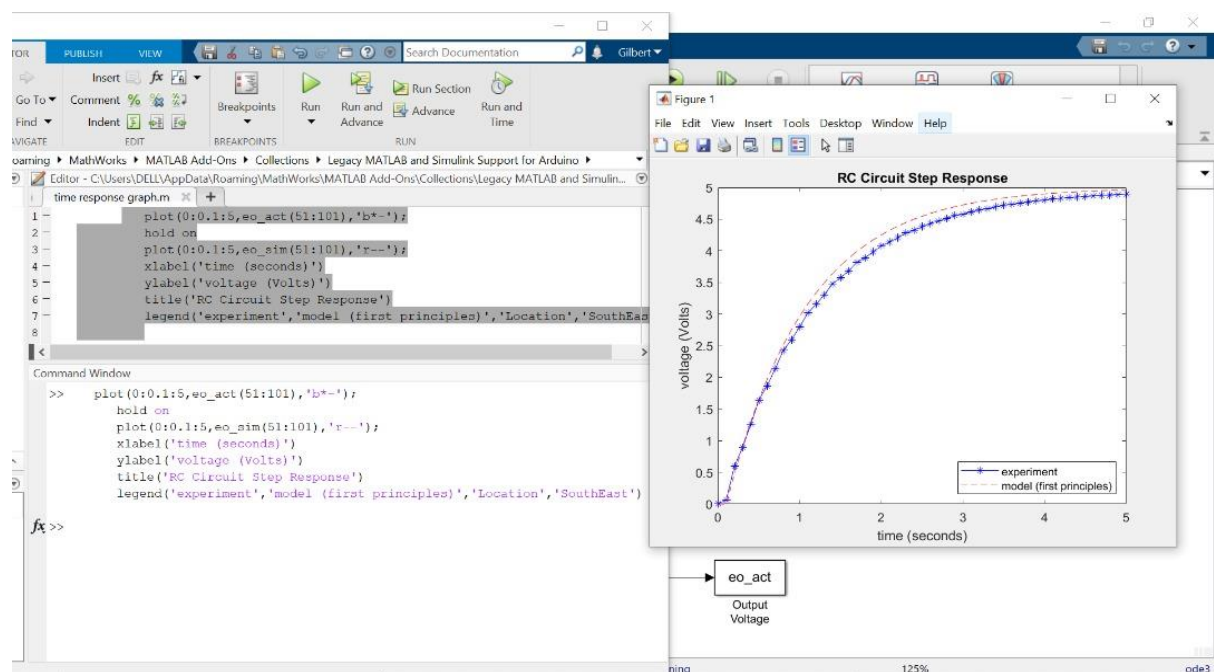 TOR PUBLISH VIEW Search Documentation Gilbert
Insert fx
Go To Comment % Breakpoints Run Run and Advance Run Section Advance Run and Time
Find Indent
AVIGATE EDIT BREAKPOINTS RUN
oaming MathWorks MATLAB Add-Ons Collections Legacy MATLAB and Simulink Support for Arduino
Editor - C:\Users\DELL\AppData\Roaming\MathWorks\MATLAB Add-Ons\Collections\Legacy MATLAB and Simulin...
time response graph.m +
1 plot(0:0.1:5,eo_act(51:101),'b*-');
2 hold on
3 plot(0:0.1:5,eo_sim(51:101),'r--');
4 xlabel('time (seconds)')
5 ylabel('voltage (Volts)')
6 title('RC Circuit Step Response')
7 legend('experiment','model (first principles)','Location','SouthEast
8
Command Window
>> plot(0:0.1:5,eo_act(51:101),'b*-');
hold on
plot(0:0.1:5,eo_sim(51:101),'r--');
xlabel('time (seconds)')
ylabel('voltage (Volts)')
title('RC Circuit Step Response')
legend('experiment','model (first principles)','Location','SouthEast')
fx >>
Figure 1
File Edit View Insert Tools Desktop Window Help
RC Circuit Step Response
5
4.5
4
3.5
3
2.5
2
1.5
1
0.5
0
voltage (Volts)
experiment
model (first principles)
0 1 2 3 4 5
time (seconds)
eo_act
Output
Voltage
ning 125% ode3